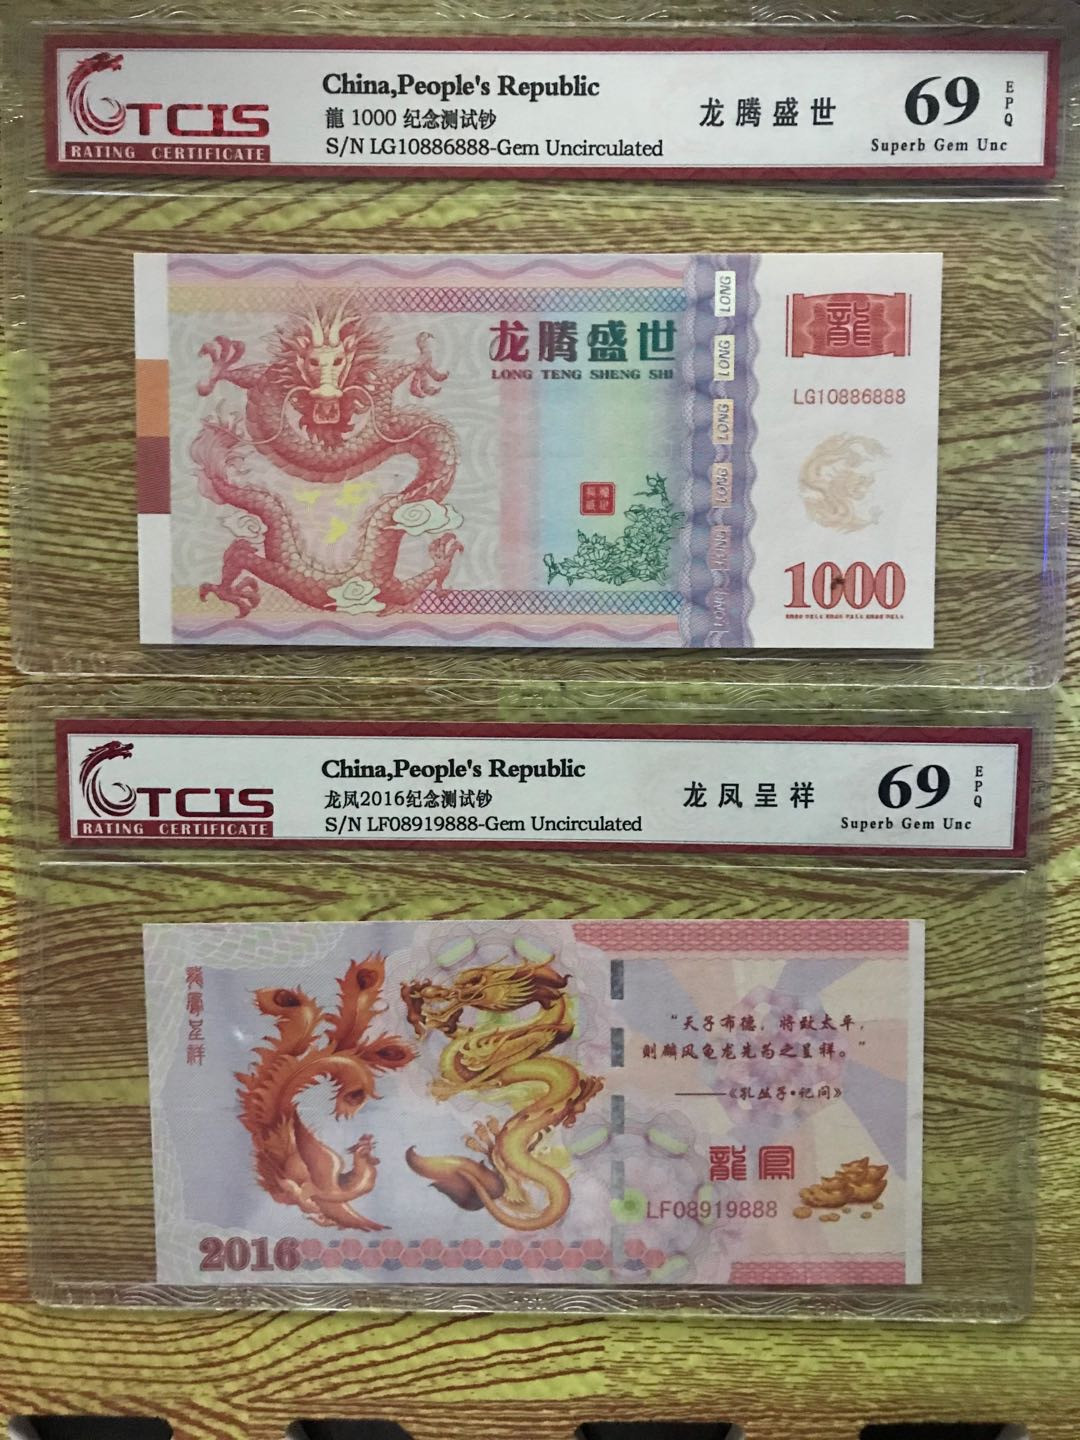 TCIS
RATING CERTIFICATE
China,People's Republic
龍 1000 纪念测试钞
S/N LG10886888-Gem Uncirculated
龙腾盛世
69
EPQ
Superb Gem Unc
龙腾盛世
LONG TENG SHENG SHI
LONG
LONG
LONG
LONG
LONG
LONG
龍
LG10886888
1000
TCIS
RATING CERTIFICATE
China,People's Republic
龙凤2016纪念测试钞
S/N LF08919888-Gem Uncirculated
龙凤呈祥
69
EPQ
Superb Gem Unc
龍鳳呈祥
“天子布德，将致太平，
则麟凤龟龙先为之呈祥。”
——《孔丛子•记问》
龍鳳
LF08919888
2016